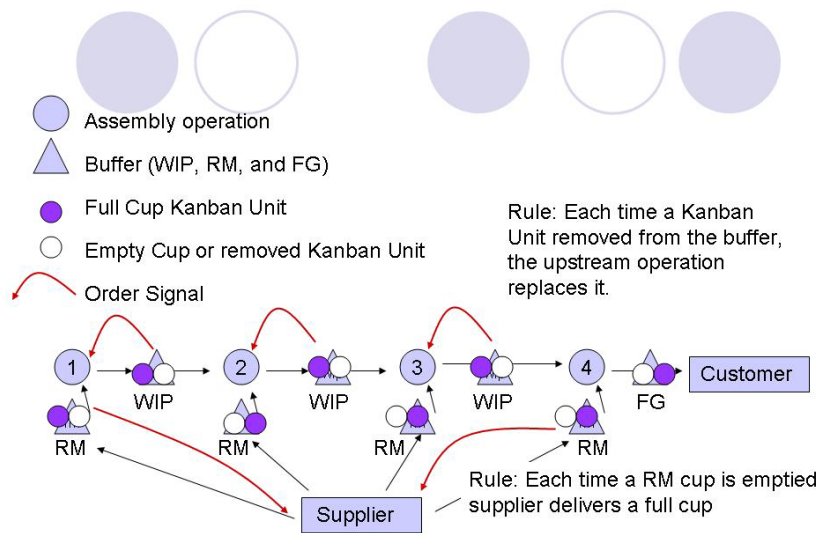 Assembly operation
Buffer (WIP, RM, and FG)
Full Cup Kanban Unit
Empty Cup or removed Kanban Unit
Order Signal
Rule: Each time a Kanban
Unit removed from the buffer,
the upstream operation
replaces it.
1
2
3
4
Customer
WIP
WIP
WIP
FG
RM
RM
RM
RM
Supplier
Rule: Each time a RM cup is emptied
supplier delivers a full cup